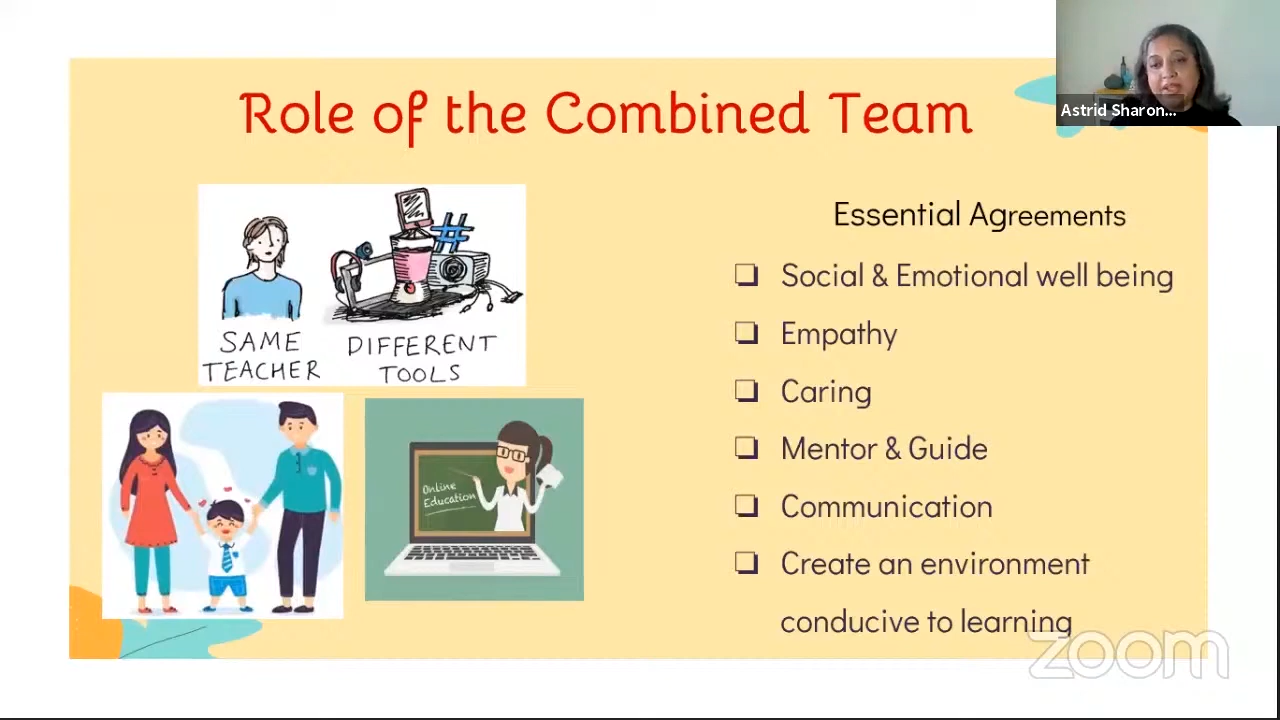 Role of the Combined Team
Astrid Sharon...
SAME
TEACHER
DIFFERENT
TOOLS
Online
Education
Essential Agreements
Social & Emotional well being
Empathy
Caring
Mentor & Guide
Communication
Create an environment
conducive to learning
zoom